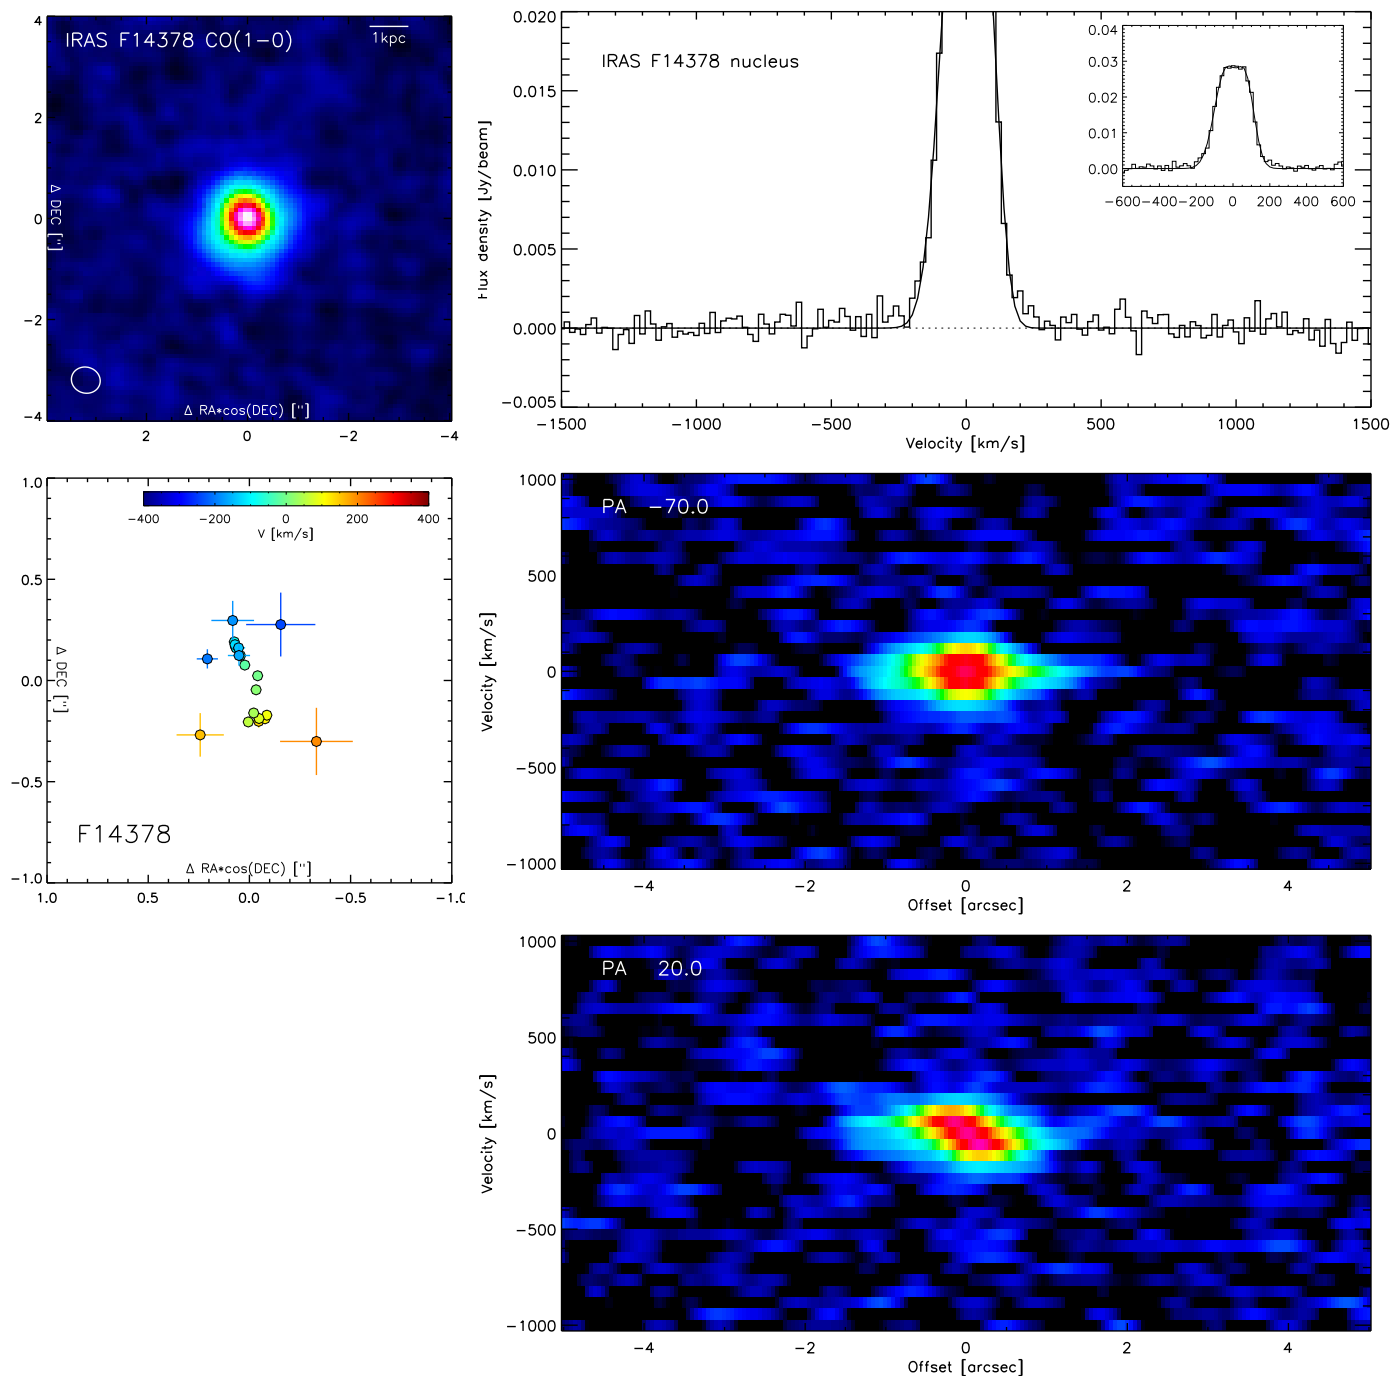 IRAS F14378 CO(1-0)
1kpc
4
2
0
−2
−4
Δ DEC ["]
Δ RA*cos(DEC) ["]
2 0 −2 −4
IRAS F14378 nucleus
0.020
0.015
0.010
0.005
0.000
−0.005
Flux density [Jy/beam]
−1500 −1000 −500 0 500 1000 1500
Velocity [km/s]
0.04
0.03
0.02
0.01
0.00
−600 −400 −200 0 200 400 600
1.0
0.5
0.0
−0.5
−1.0
−400 −200 0 200 400
V [km/s]
Δ DEC ["]
F14378
Δ RA*cos(DEC) ["]
1.0 0.5 0.0 −0.5 −1.0
PA −70.0
1000
500
0
−500
−1000
Velocity [km/s]
−4 −2 0 2 4
Offset [arcsec]
PA 20.0
1000
500
0
−500
−1000
Velocity [km/s]
−4 −2 0 2 4
Offset [arcsec]